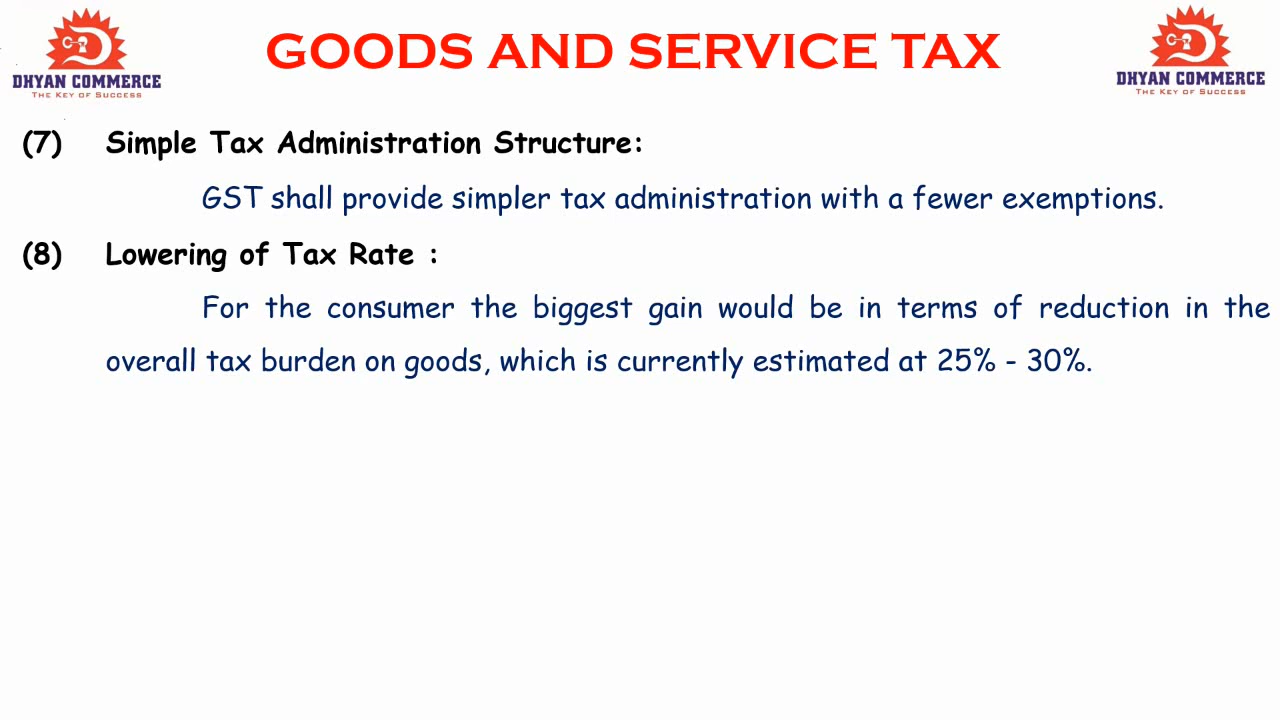 GOODS AND SERVICE TAX
DHYAN COMMERCE
The Key of Success
DHYAN COMMERCE
The Key of Success
(7) Simple Tax Administration Structure:
GST shall provide simpler tax administration with a fewer exemptions.
(8) Lowering of Tax Rate :
For the consumer the biggest gain would be in terms of reduction in the
overall tax burden on goods, which is currently estimated at 25% - 30%.